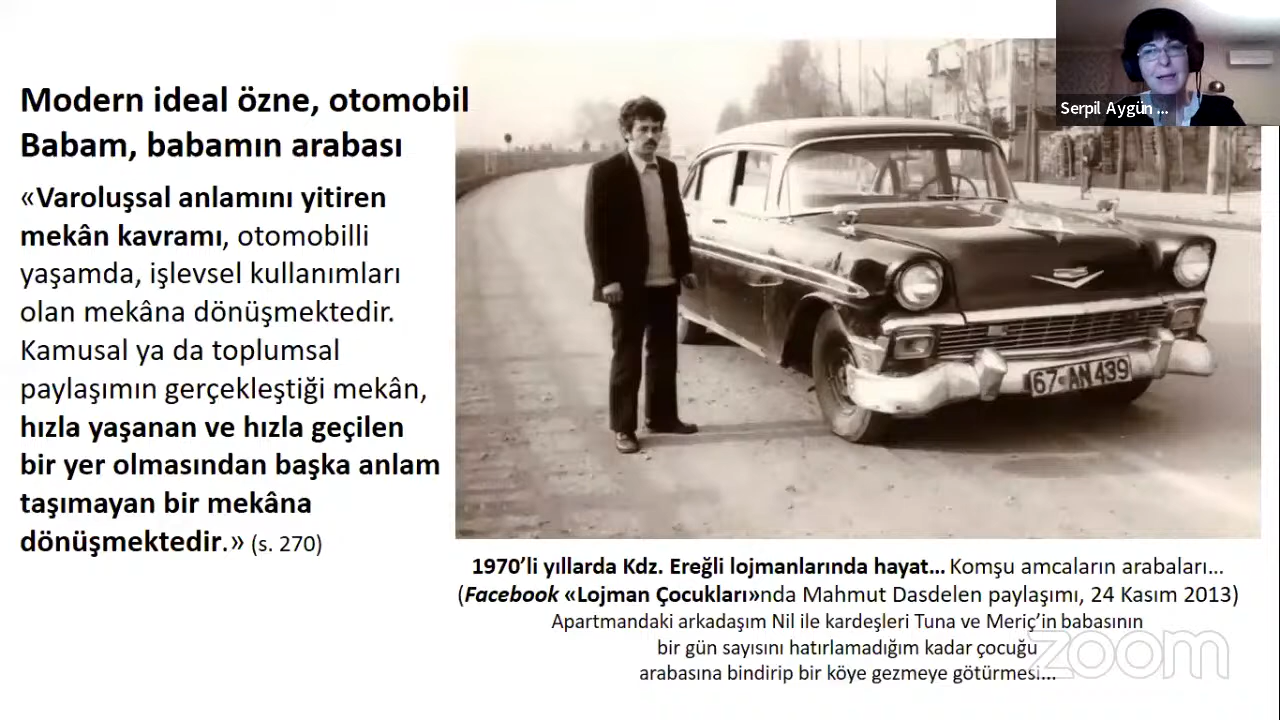 Modern ideal özne, otomobil
Babam, babamın arabası
«Varoluşsal anlamını yitiren
mekân kavramı, otomobilli
yaşamda, işlevsel kullanımları
olan mekâna dönüşmektedir.
Kamusal ya da toplumsal
paylaşımın gerçekleştiği mekân,
hızla yaşanan ve hızla geçilen
bir yer olmasından başka anlam
taşımayan bir mekâna
dönüşmektedir.» (s. 270)
Serpil Aygün ...
67 AN 439
1970’li yıllarda Kdz. Ereğli lojmanlarında hayat... Komşu amcaların arabaları...
(Facebook «Lojman Çocukları»nda Mahmut Dasdelen paylaşımı, 24 Kasım 2013)
Apartmandaki arkadaşım Nil ile kardeşleri Tuna ve Meriç’in babasının
bir gün sayısını hatırlamadığım kadar çocuğu
arabasına bindirip bir köye gezmeye götürmesi...
zoom